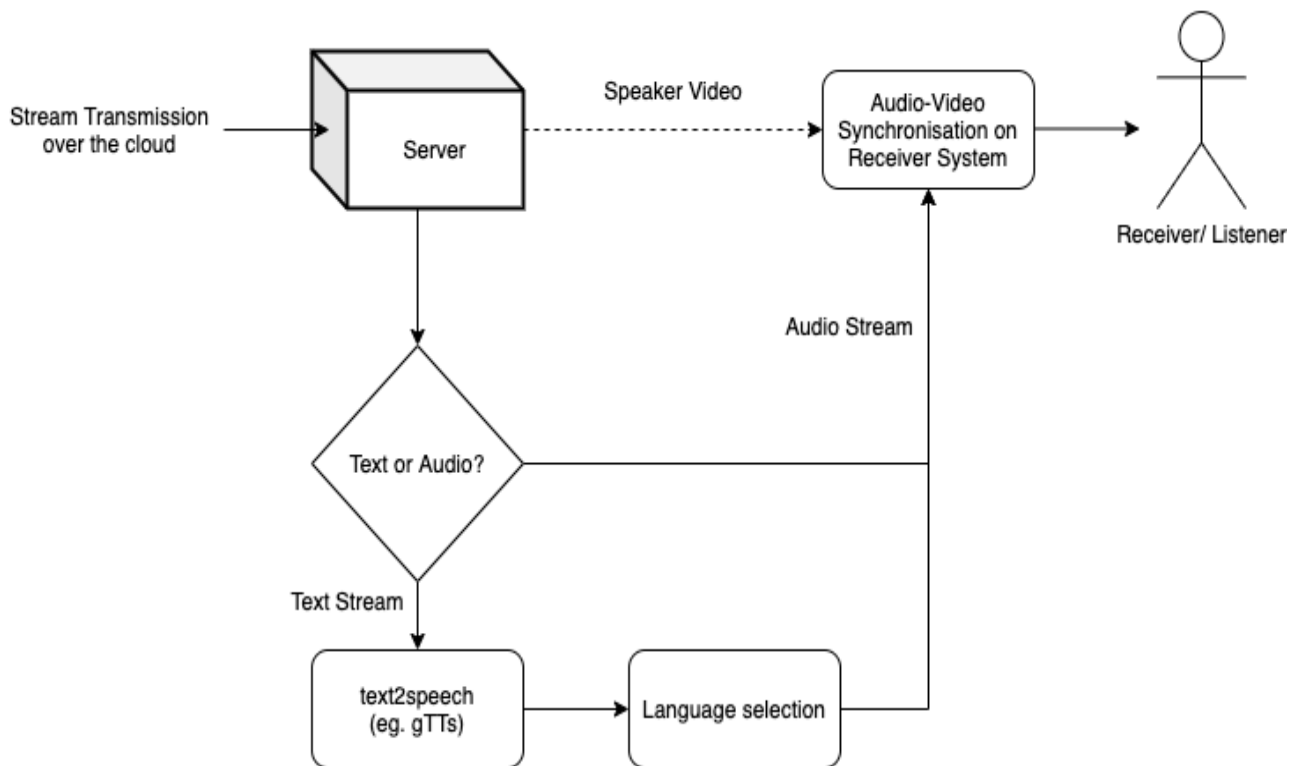 Stream Transmission
over the cloud
Server
Speaker Video
Audio-Video
Synchronisation on
Receiver System
Receiver/ Listener
Audio Stream
Text or Audio?
Text Stream
text2speech
(eg. gTTs)
Language selection